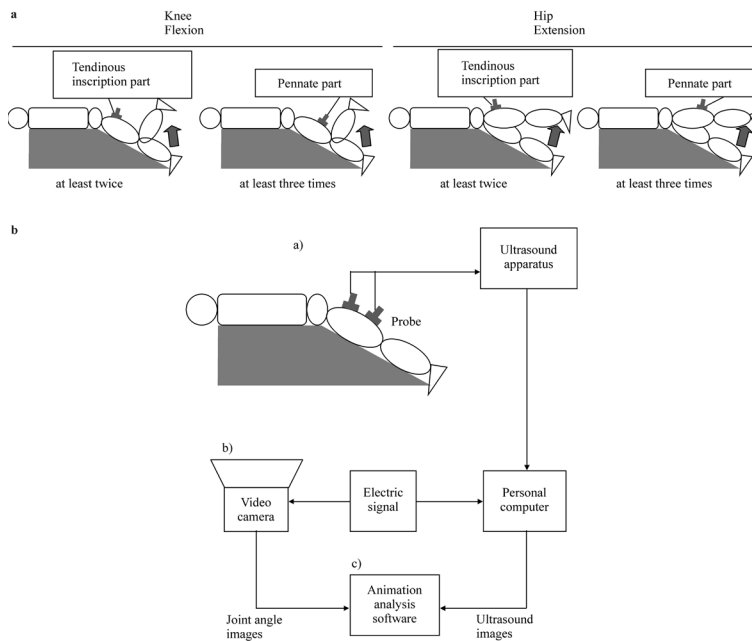 a
Knee
Flexion
Hip
Extension
Tendinous
inscription part
Pennate part
Tendinous
inscription part
Pennate part
at least twice
at least three times
at least twice
at least three times
b
a)
Ultrasound
apparatus
Probe
b)
Video
camera
Electric
signal
Personal
computer
c)
Animation
analysis
software
Joint angle
images
Ultrasound
images